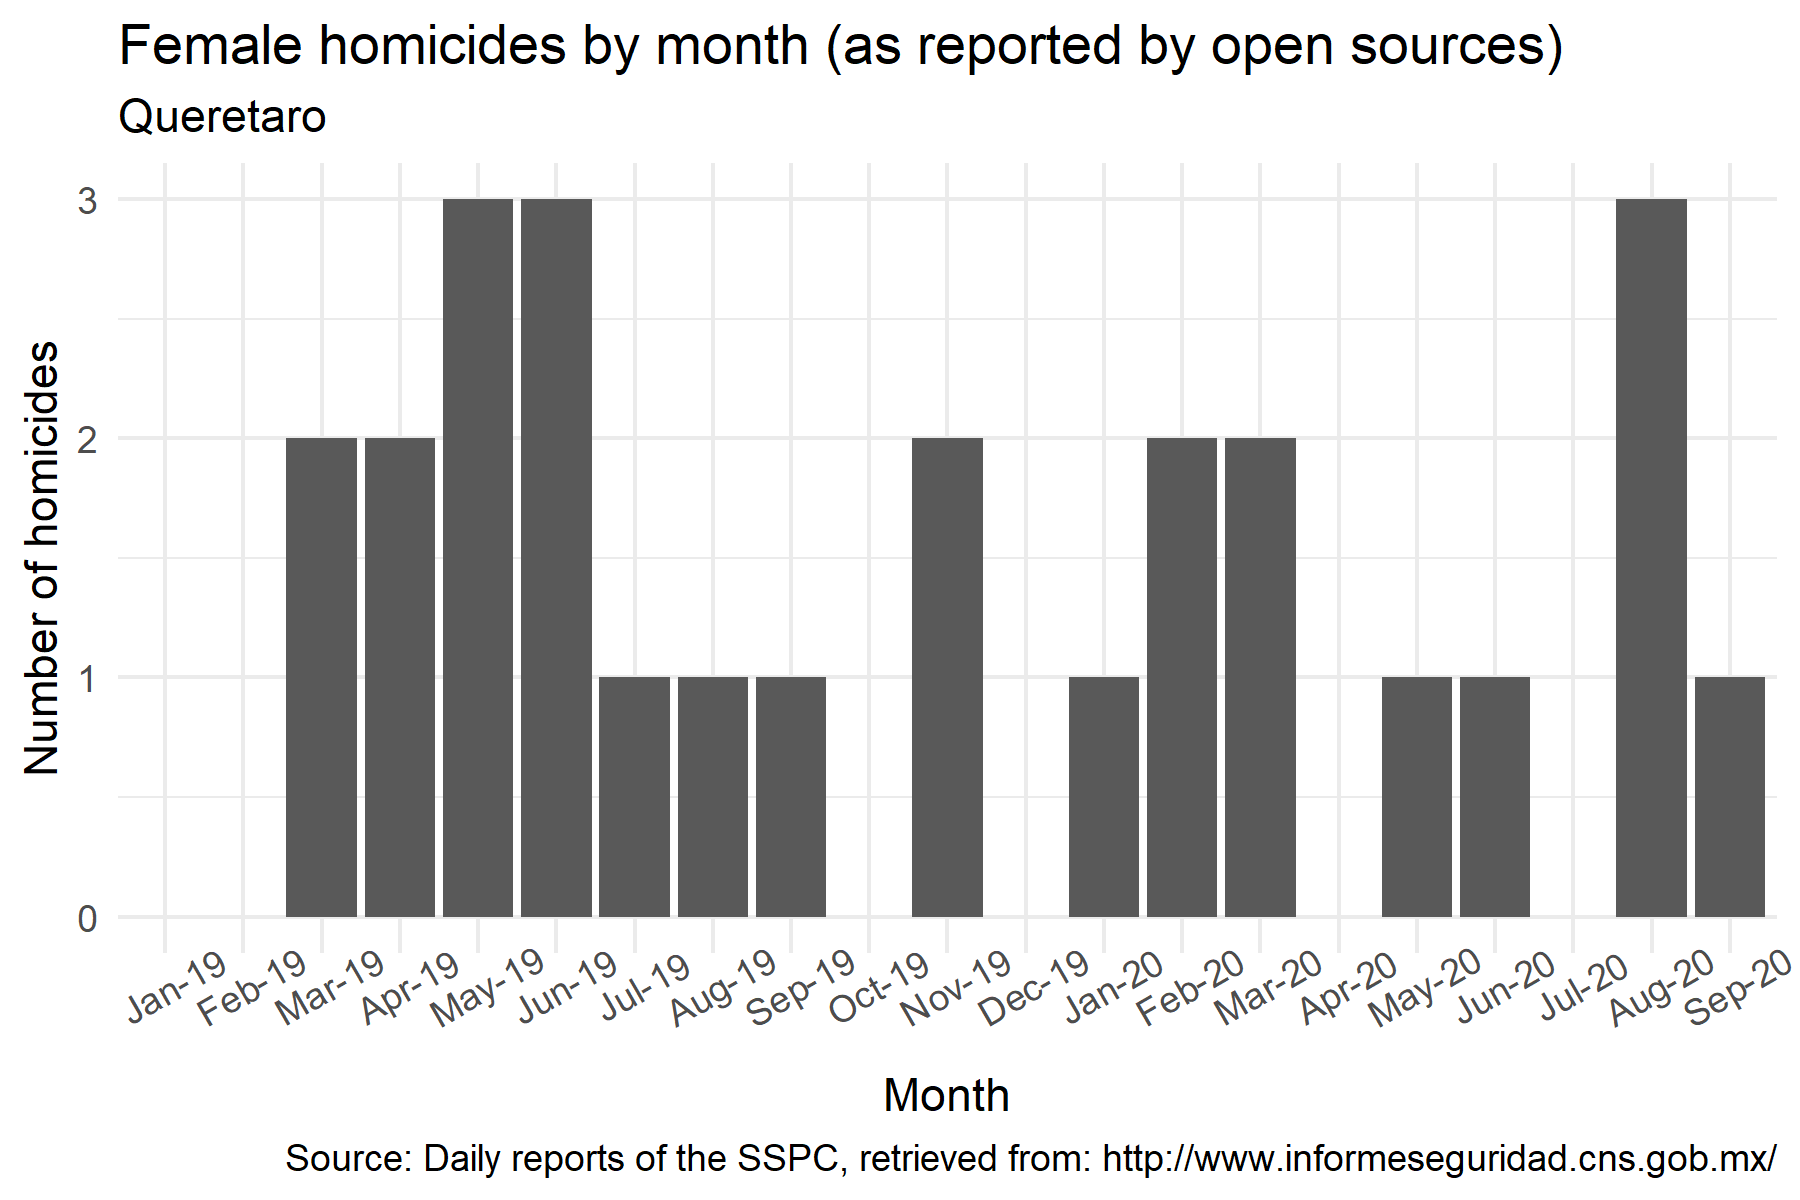 Female homicides by month (as reported by open sources)
Queretaro
Number of homicides
3
2
1
0
Jan-19
Feb-19
Mar-19
Apr-19
May-19
Jun-19
Jul-19
Aug-19
Sep-19
Oct-19
Nov-19
Dec-19
Jan-20
Feb-20
Mar-20
Apr-20
May-20
Jun-20
Jul-20
Aug-20
Sep-20
Month
Source: Daily reports of the SSPC, retrieved from: http://www.informeseguridad.cns.gob.mx/